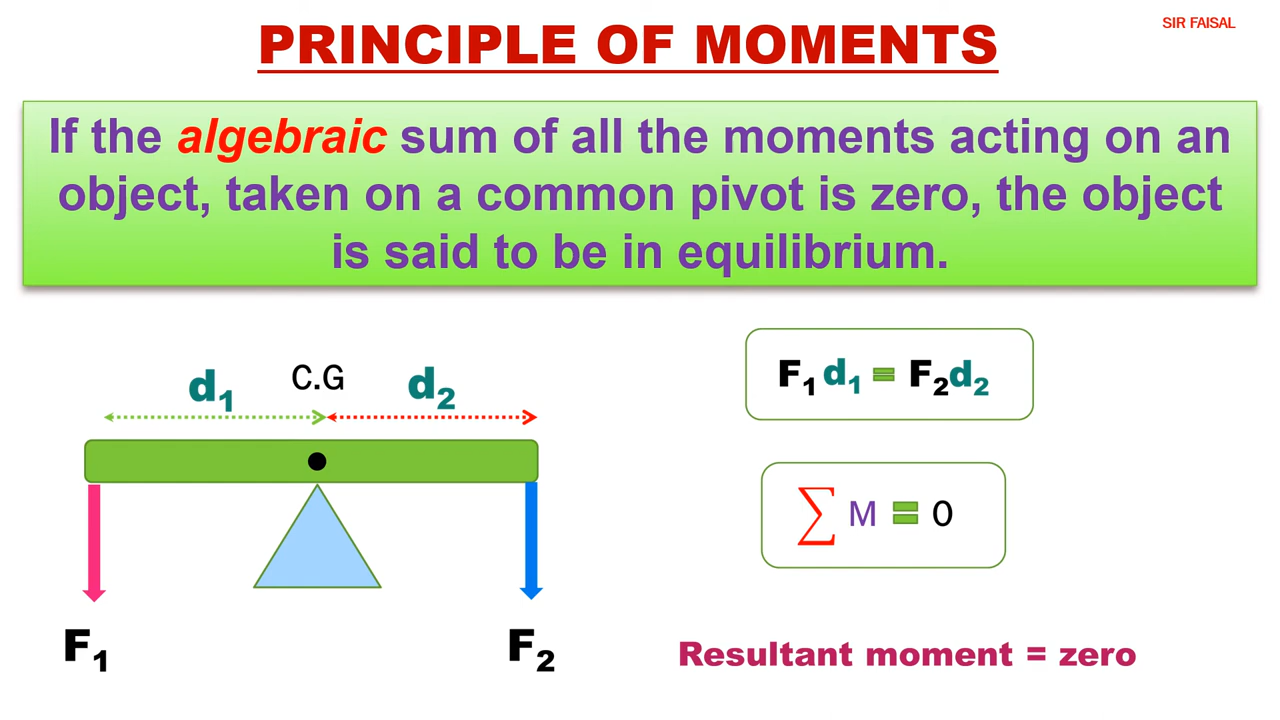 SIR FAISAL
PRINCIPLE OF MOMENTS
If the algebraic sum of all the moments acting on an
object, taken on a common pivot is zero, the object
is said to be in equilibrium.
d₁ C.G d₂
F₁ d₁ = F₂d₂
∑ M = 0
F₁ F₂
Resultant moment = zero